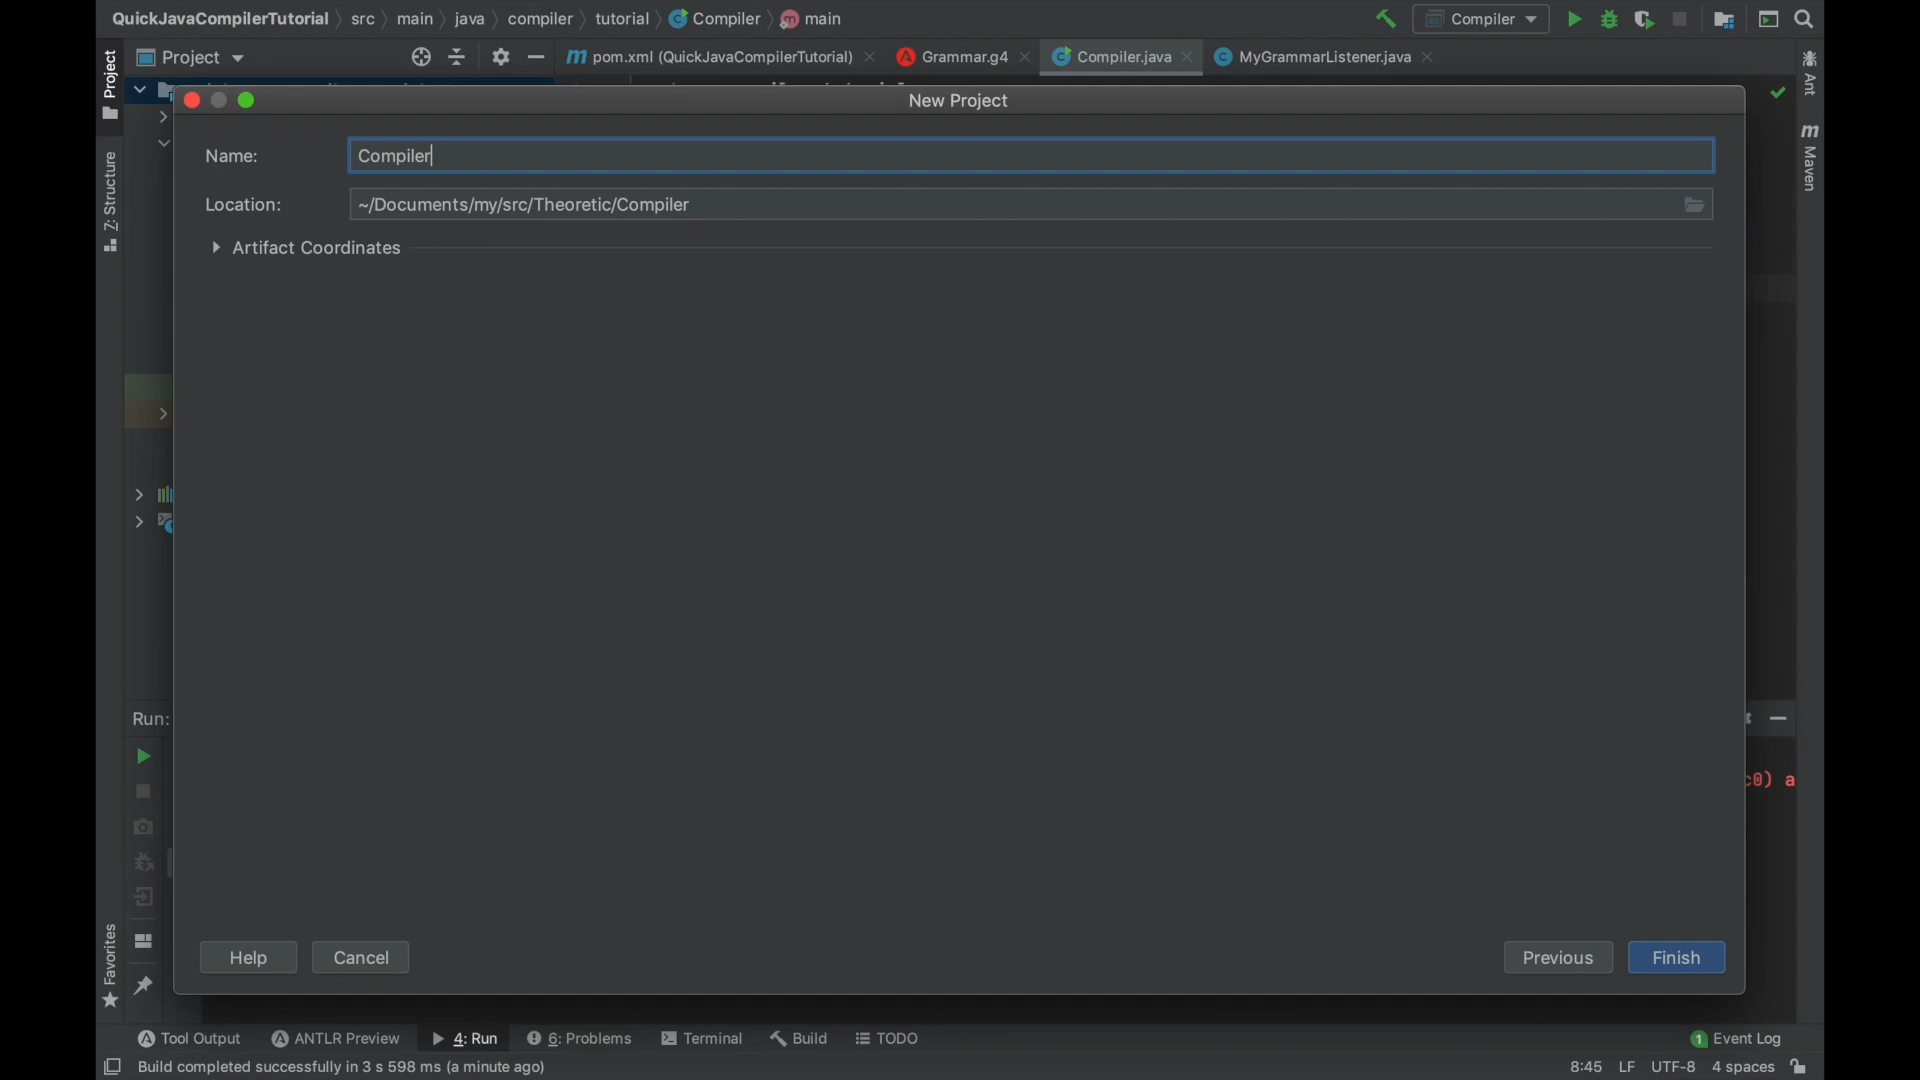 QuickJavaCompilerTutorial src main java compiler tutorial Compiler main
Compiler
Project
pom.xml (QuickJavaCompilerTutorial)
Grammar.g4
Compiler.java
MyGrammarListener.java
Project
Z: Structure
Favorites
Ant
Maven
New Project
Name:
Compiler
Location:
~/Documents/my/src/Theoretic/Compiler
Artifact Coordinates
Run:
c0) a
Help
Cancel
Previous
Finish
Tool Output
ANTLR Preview
4: Run
6: Problems
Terminal
Build
TODO
1 Event Log
Build completed successfully in 3 s 598 ms (a minute ago)
8:45 LF UTF-8 4 spaces